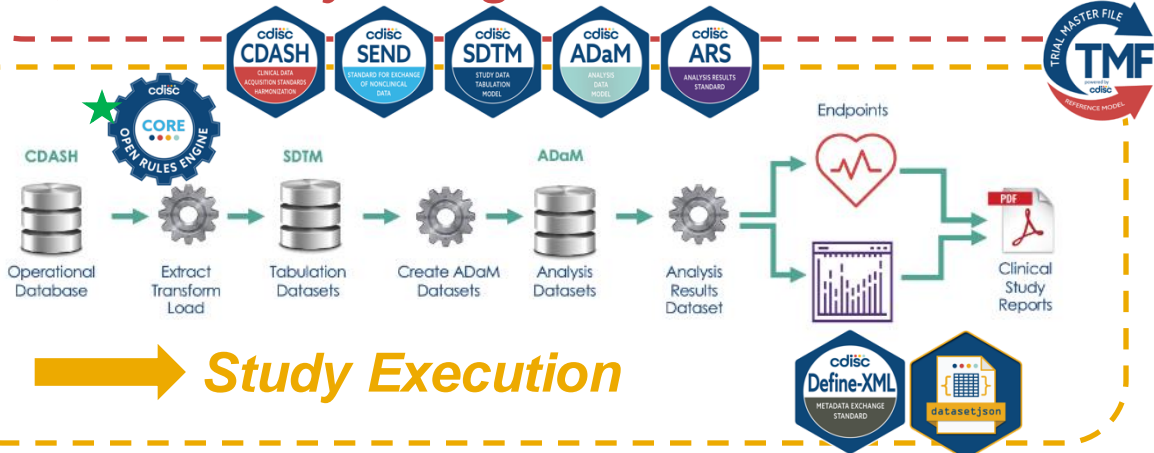 cdisc
CDASH
CLINICAL DATA
ACQUISITION STANDARDS
HARMONIZATION
cdisc
SEND
STANDARD FOR EXCHANGE
OF NONCLINICAL
DATA
cdisc
SDTM
STUDY DATA
TABULATION
MODEL
cdisc
ADaM
ANALYSIS
DATA
MODEL
cdisc
ARS
ANALYSIS RESULTS
STANDARD
TRIAL MASTER FILE
TMF
powered by
cdisc
REFERENCE MODEL
cdisc
CORE
OPEN RULES ENGINE
Endpoints
CDASH
SDTM
ADaM
PDF
Operational
Database
Extract
Transform
Load
Tabulation
Datasets
Create ADaM
Datasets
Analysis
Datasets
Analysis
Results
Dataset
Clinical
Study
Reports
Study Execution
cdisc
Define-XML
METADATA EXCHANGE
STANDARD
datasetjson